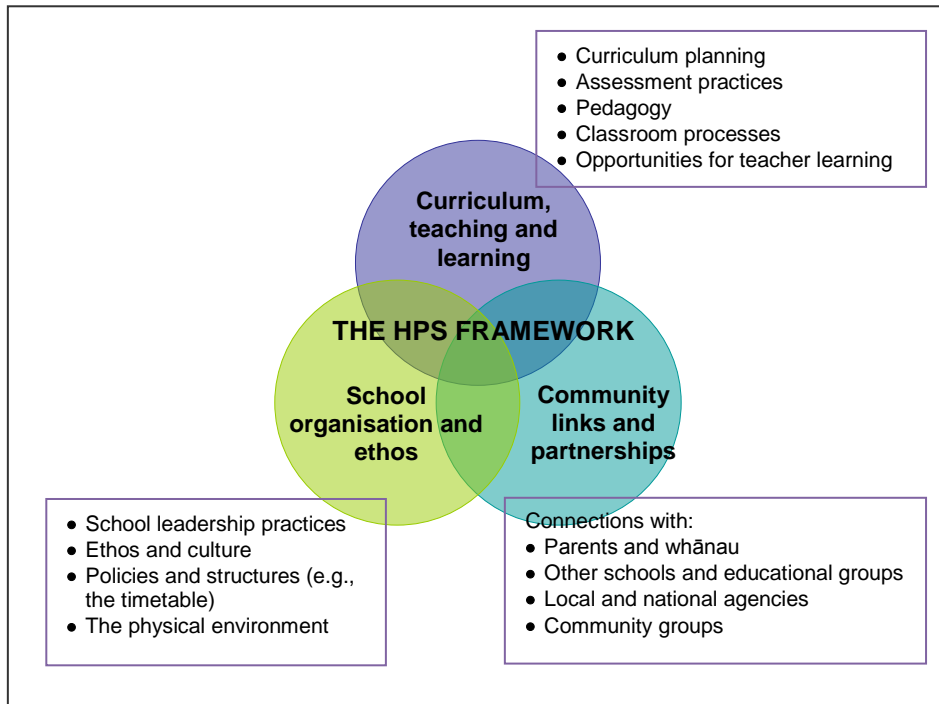 • Curriculum planning
• Assessment practices
• Pedagogy
• Classroom processes
• Opportunities for teacher learning
Curriculum,
teaching and
learning
THE HPS FRAMEWORK
School
organisation and
ethos
Community
links and
partnerships
• School leadership practices
• Ethos and culture
• Policies and structures (e.g.,
the timetable)
• The physical environment
Connections with:
• Parents and whānau
• Other schools and educational groups
• Local and national agencies
• Community groups